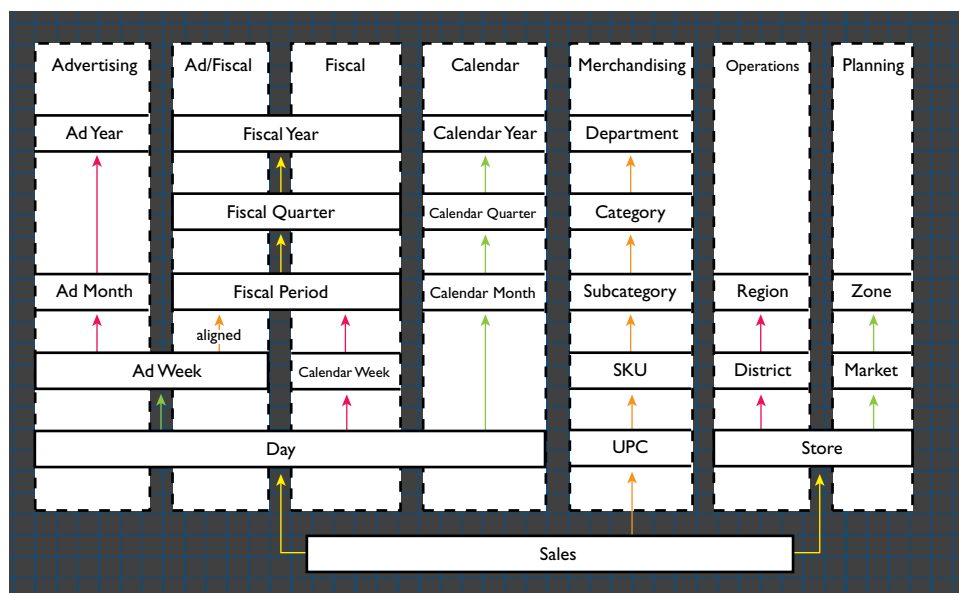 Advertising
Ad/Fiscal
Fiscal
Calendar
Merchandising
Operations
Planning
Ad Year
Fiscal Year
Calendar Year
Department
Fiscal Quarter
Calendar Quarter
Category
Ad Month
Fiscal Period
Calendar Month
Subcategory
Region
Zone
aligned
Ad Week
Calendar Week
SKU
District
Market
Day
UPC
Store
Sales